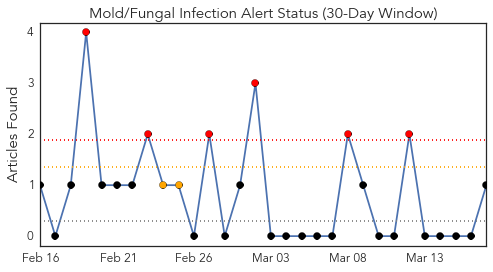 Mold/Fungal Infection Alert Status (30-Day Window)
Articles Found
4
3
2
1
0
Feb 16 Feb 21 Feb 26 Mar 03 Mar 08 Mar 13